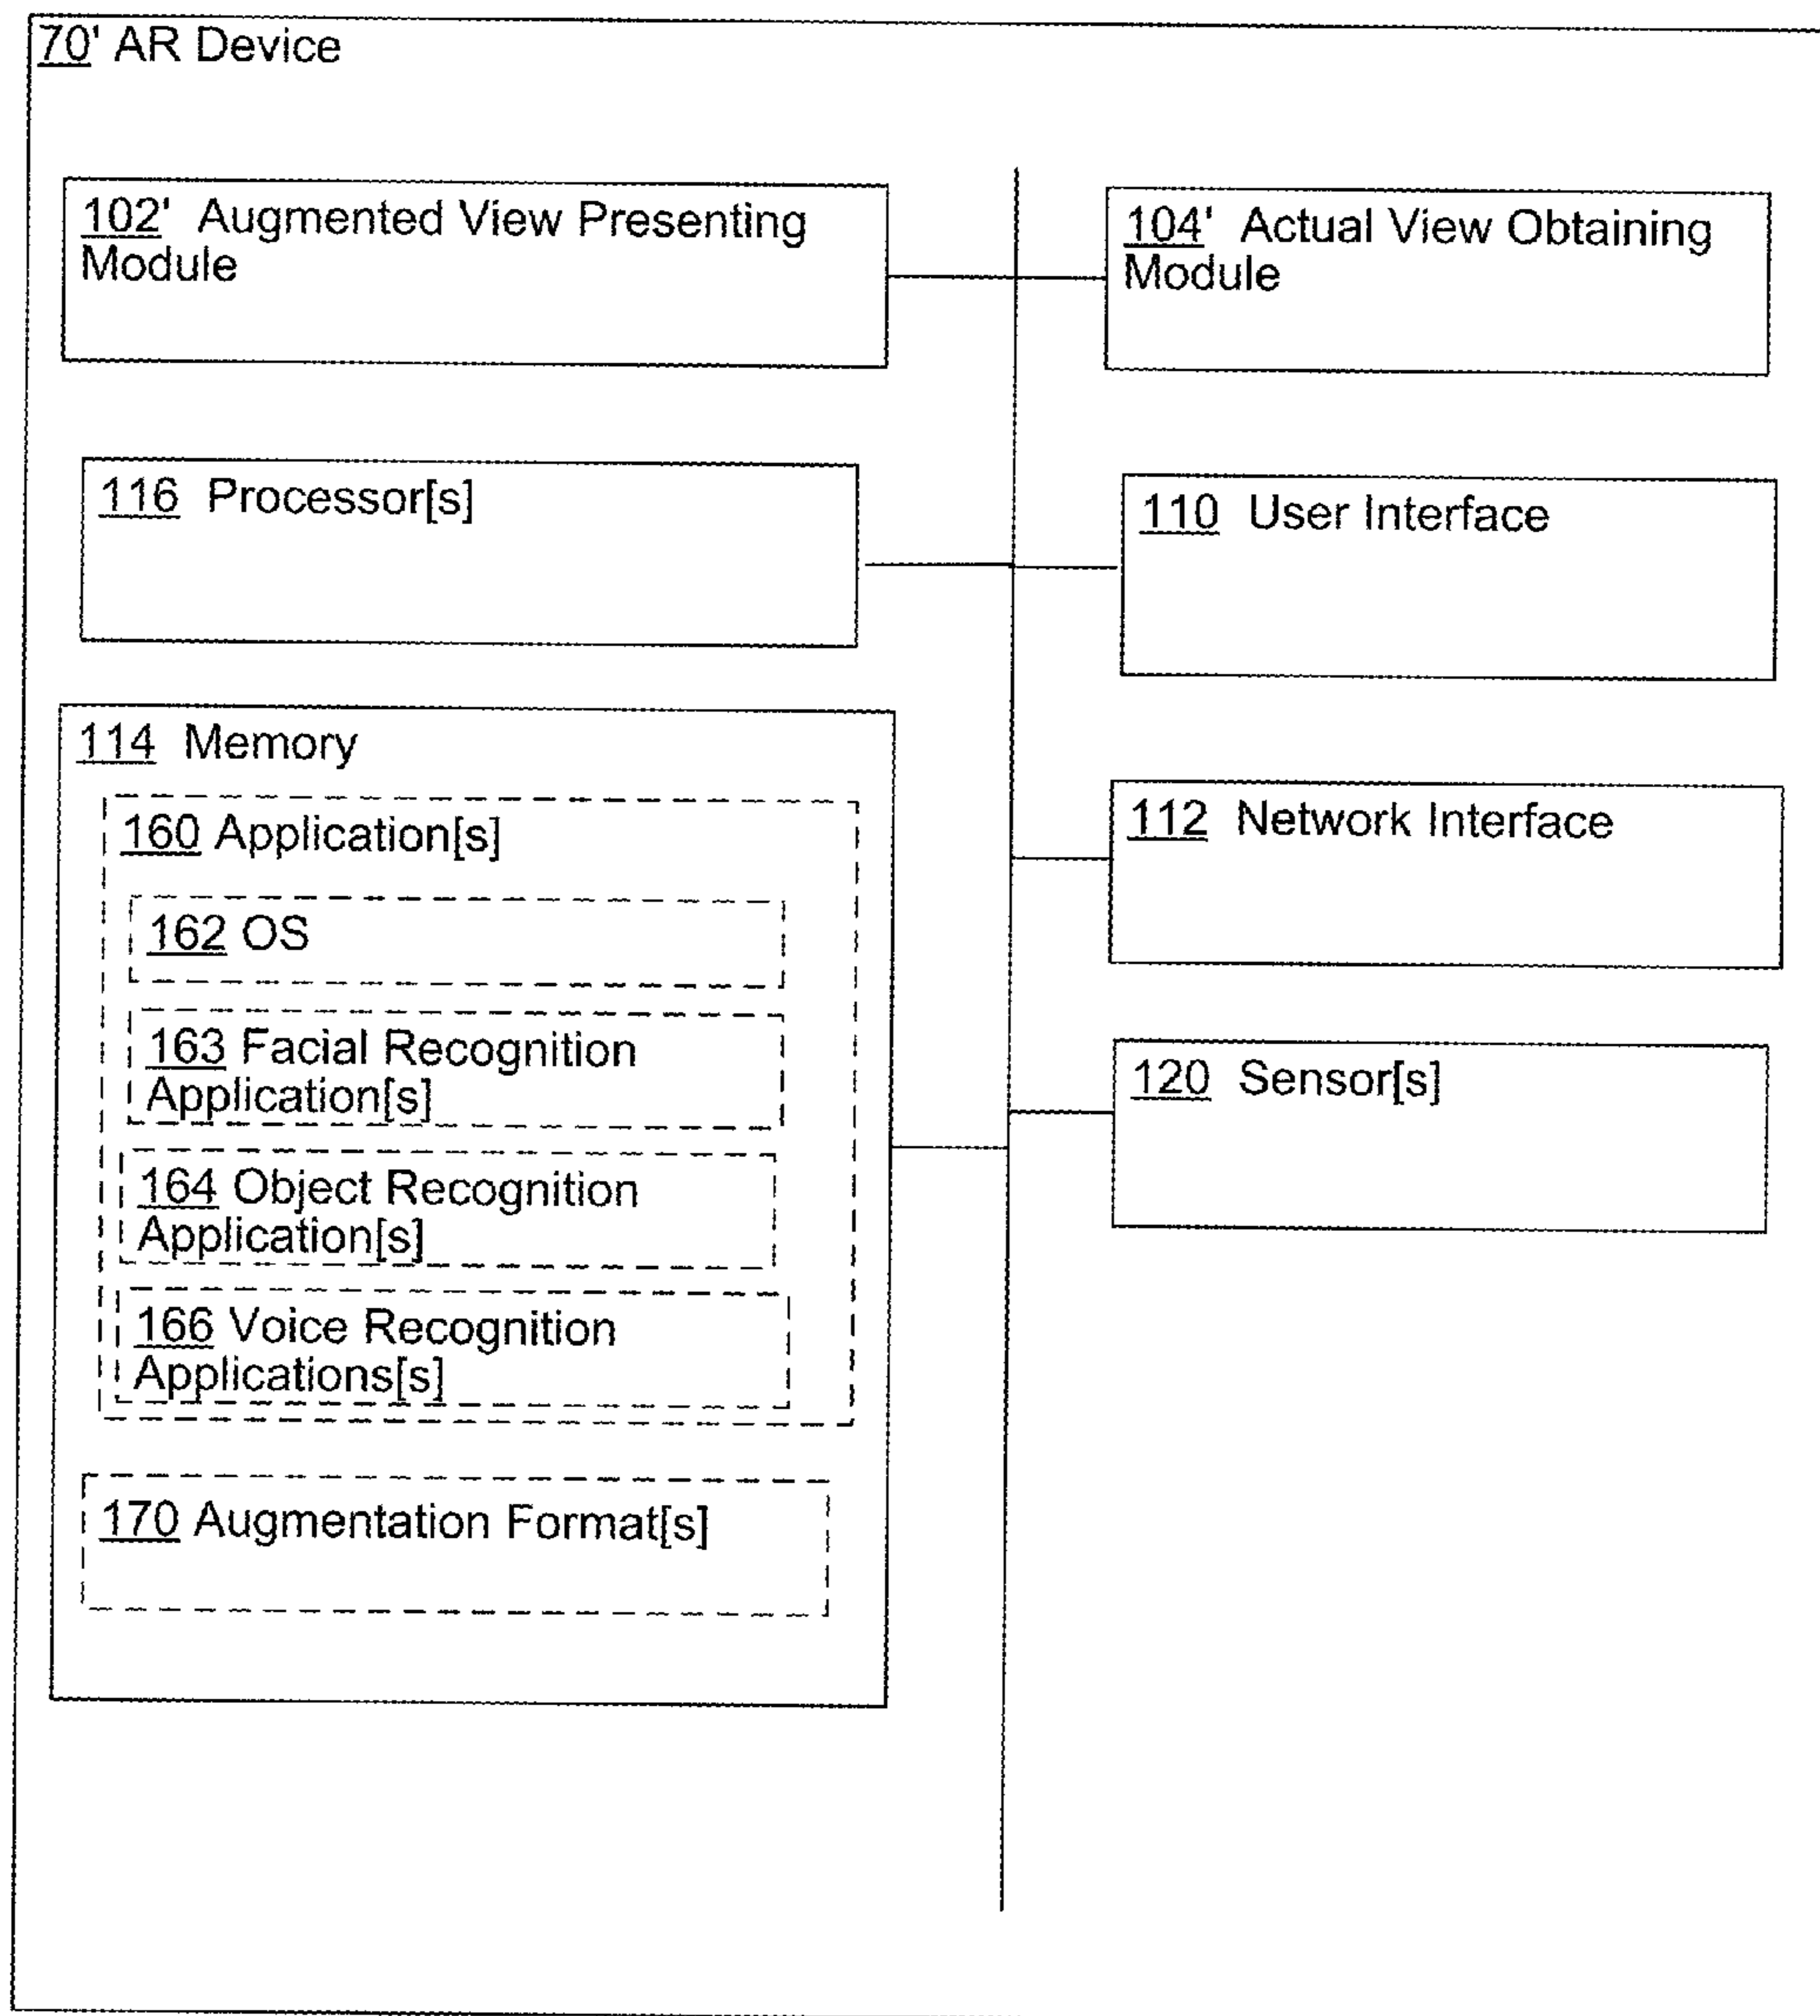 70' AR Device
102' Augmented View Presenting
Module
104' Actual View Obtaining
Module
116 Processor[s]
110 User Interface
114 Memory
160 Application[s]
162 OS
163 Facial Recognition
Application[s]
164 Object Recognition
Application[s]
166 Voice Recognition
Applications[s]
170 Augmentation Format[s]
112 Network Interface
120 Sensor[s]